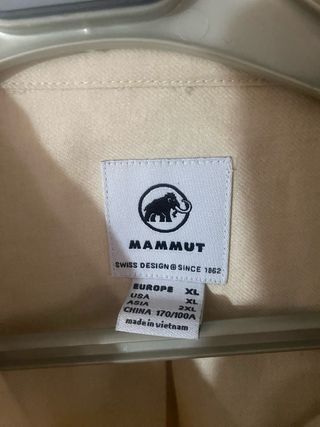 MAMMUT
SWISS DESIGN @ SINCE 1862
EUROPE XL
USA XL
ASIA 2XL
CHINA 170/100A
made in vietnam